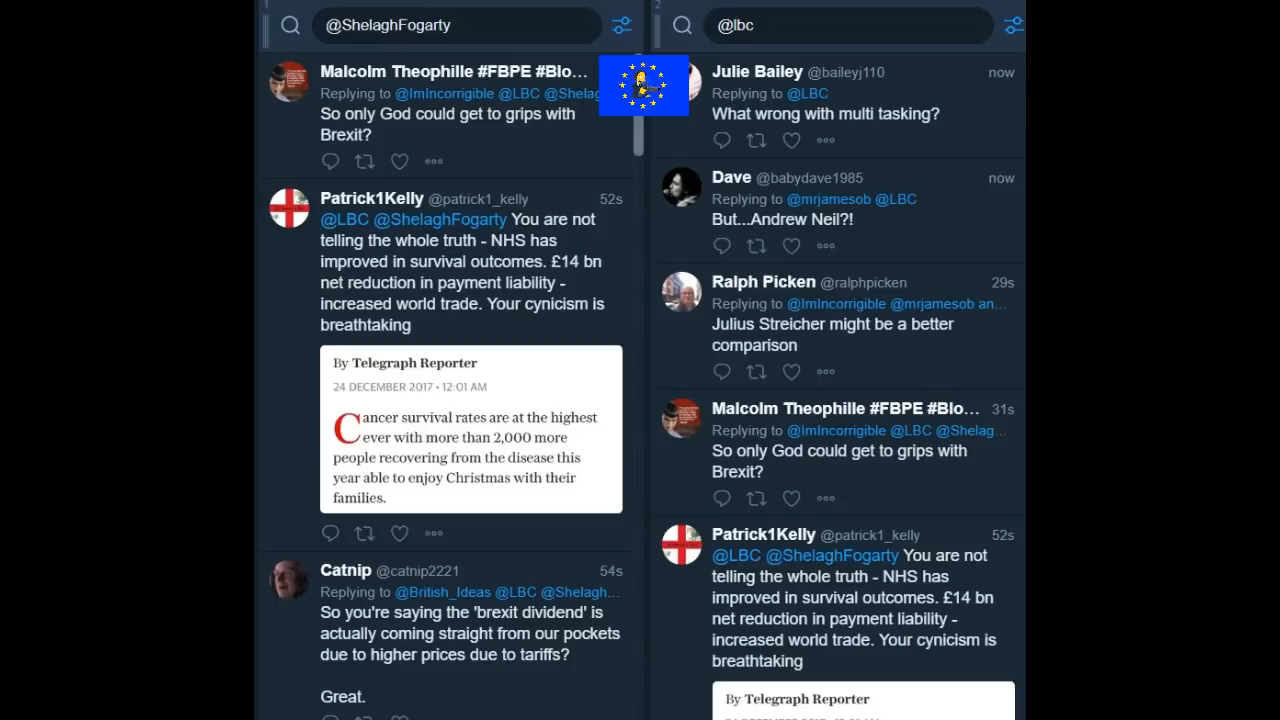 1
@ShelaghFogarty
Malcolm Theophille #FBPE #Blo...
Replying to @ImIncorrigible @LBC @Shelag
So only God could get to grips with
Brexit?
Patrick1Kelly @patrick1_kelly 52s
@LBC @ShelaghFogarty You are not
telling the whole truth - NHS has
improved in survival outcomes. £14 bn
net reduction in payment liability -
increased world trade. Your cynicism is
breathtaking
By Telegraph Reporter
24 DECEMBER 2017 • 12:01 AM
Cancer survival rates are at the highest
ever with more than 2,000 more
people recovering from the disease this
year able to enjoy Christmas with their
families.
Catnip @catnip2221 54s
Replying to @British_Ideas @LBC @Shelagh...
So you're saying the 'brexit dividend' is
actually coming straight from our pockets
due to higher prices due to tariffs?
Great.
2
@lbc
Julie Bailey @baileyj110 now
Replying to @LBC
What wrong with multi tasking?
Dave @babydave1985 now
Replying to @mrjamesob @LBC
But...Andrew Neil?!
Ralph Picken @ralphpicken 29s
Replying to @ImIncorrigible @mrjamesob an...
Julius Streicher might be a better
comparison
Malcolm Theophille #FBPE #Blo... 31s
Replying to @ImIncorrigible @LBC @Shelag...
So only God could get to grips with
Brexit?
Patrick1Kelly @patrick1_kelly 52s
@LBC @ShelaghFogarty You are not
telling the whole truth - NHS has
improved in survival outcomes. £14 bn
net reduction in payment liability -
increased world trade. Your cynicism is
breathtaking
By Telegraph Reporter